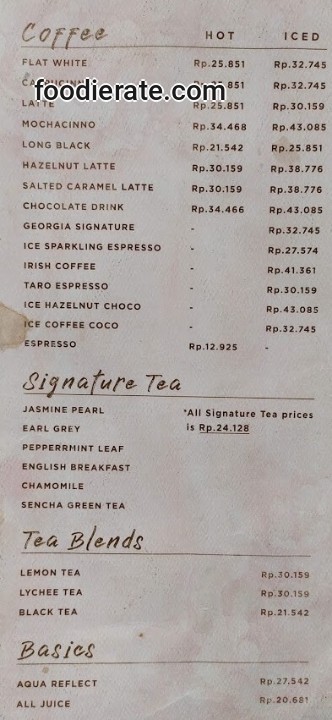 Coffee HOT ICED
FLAT WHITE Rp.25.851 Rp.32.745
Rp.32.745
foodierate.com
LATTE Rp.25.851 Rp.30.159
MOCHACINNO Rp.34.468 Rp.43.085
LONG BLACK Rp.21.542 Rp.25.851
HAZELNUT LATTE Rp.30.159 Rp.38.776
SALTED CARAMEL LATTE Rp.30.159 Rp.38.776
CHOCOLATE DRINK Rp.34.466 Rp.43.085
GEORGIA SIGNATURE - Rp.32.745
ICE SPARKLING ESPRESSO - Rp.27.574
IRISH COFFEE - Rp.41.361
TARO ESPRESSO - Rp.30.159
ICE HAZELNUT CHOCO - Rp.43.085
ICE COFFEE COCO - Rp.32.745
ESPRESSO Rp.12.925 -
Signature Tea
JASMINE PEARL *All Signature Tea prices
EARL GREY is Rp.24.128
PEPPERRMINT LEAF
ENGLISH BREAKFAST
CHAMOMILE
SENCHA GREEN TEA
Tea Blends
LEMON TEA Rp.30.159
LYCHEE TEA Rp.30.159
BLACK TEA Rp.21.542
Basics
AQUA REFLECT Rp.27.542
ALL JUICE Rp.20.681